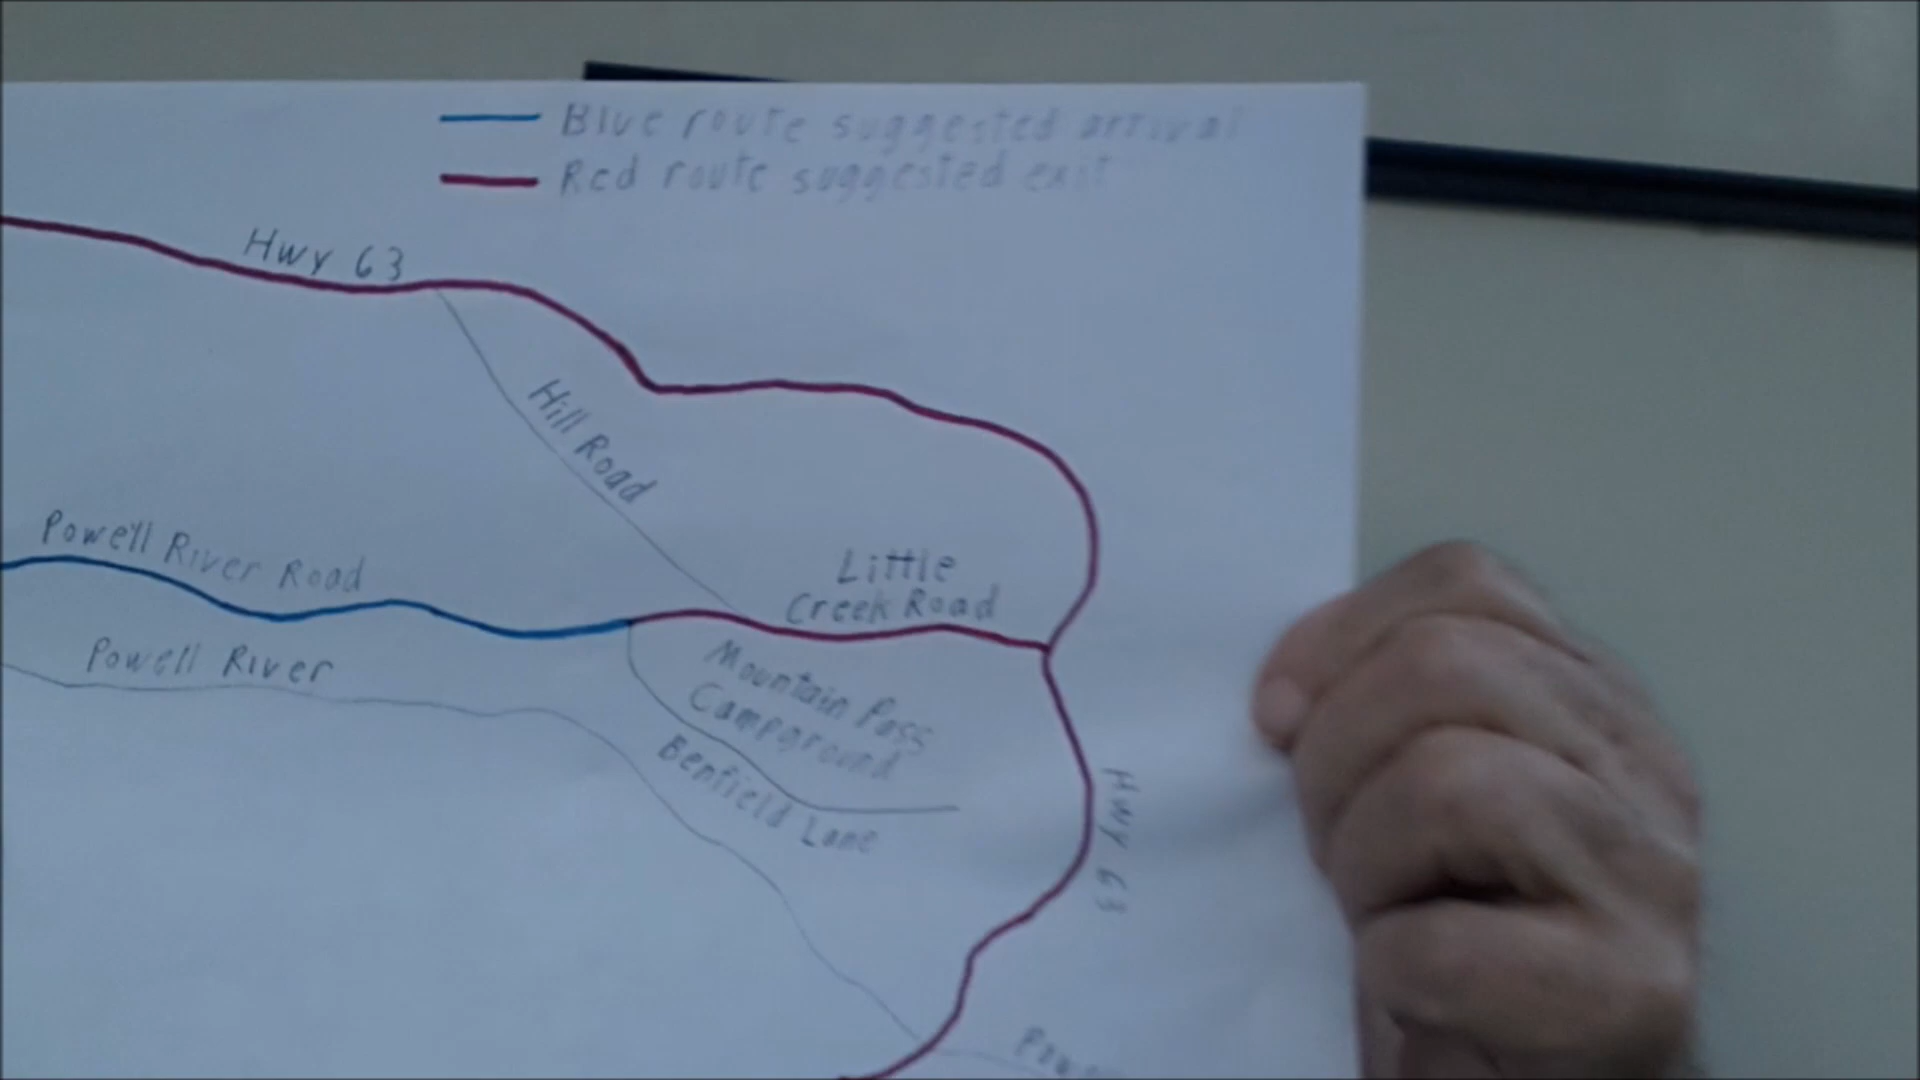 Blue route suggested arrival
Red route suggested exit
Hwy 63
Hill Road
Powell River Road
Little
Creek Road
Powell River
Mountain Pass
Campground
Benfield Lane
Hwy 63